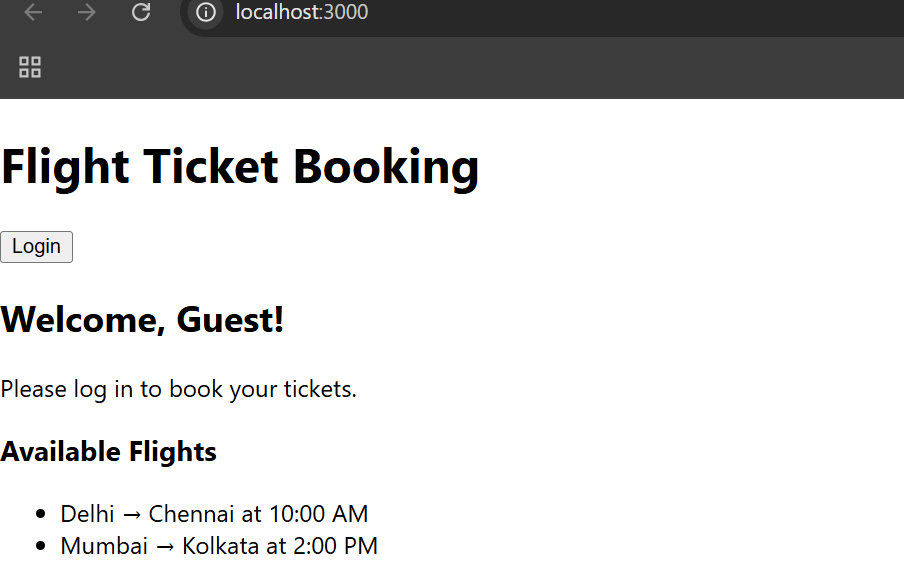 localhost:3000
Flight Ticket Booking
Login
Welcome, Guest!
Please log in to book your tickets.
Available Flights
• Delhi → Chennai at 10:00 AM
• Mumbai → Kolkata at 2:00 PM